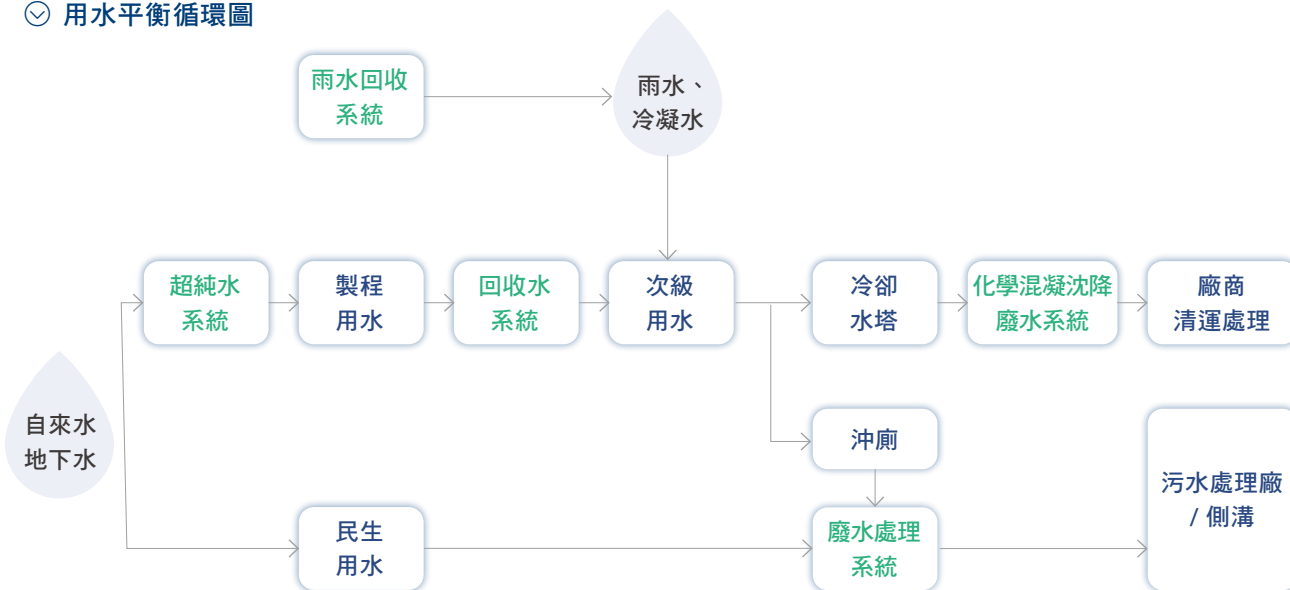 用水平衡循環圖
雨水回收
系統
雨水、
冷凝水
超純水
系統
製程
用水
回收水
系統
次級
用水
冷卻
水塔
化學混凝沈降
廢水系統
廠商
清運處理
自來水
地下水
沖廁
污水處理廠
/ 側溝
民生
用水
廢水處理
系統